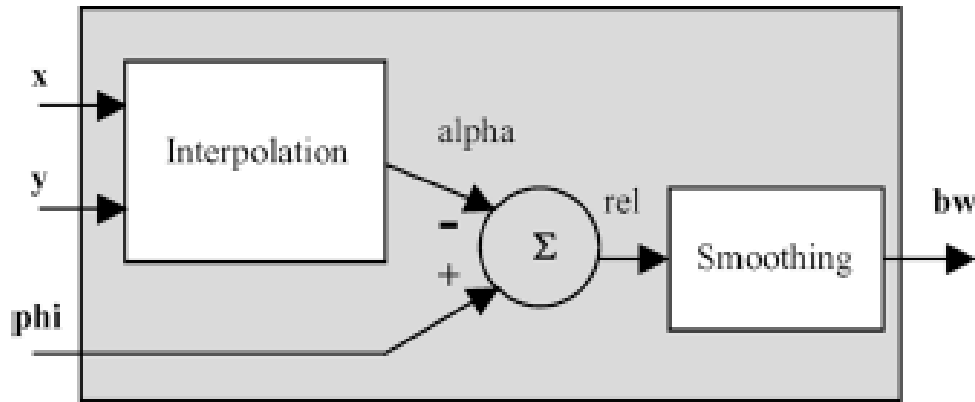 x
Interpolation
alpha
y
-
rel
bw
Σ
Smoothing
+
phi